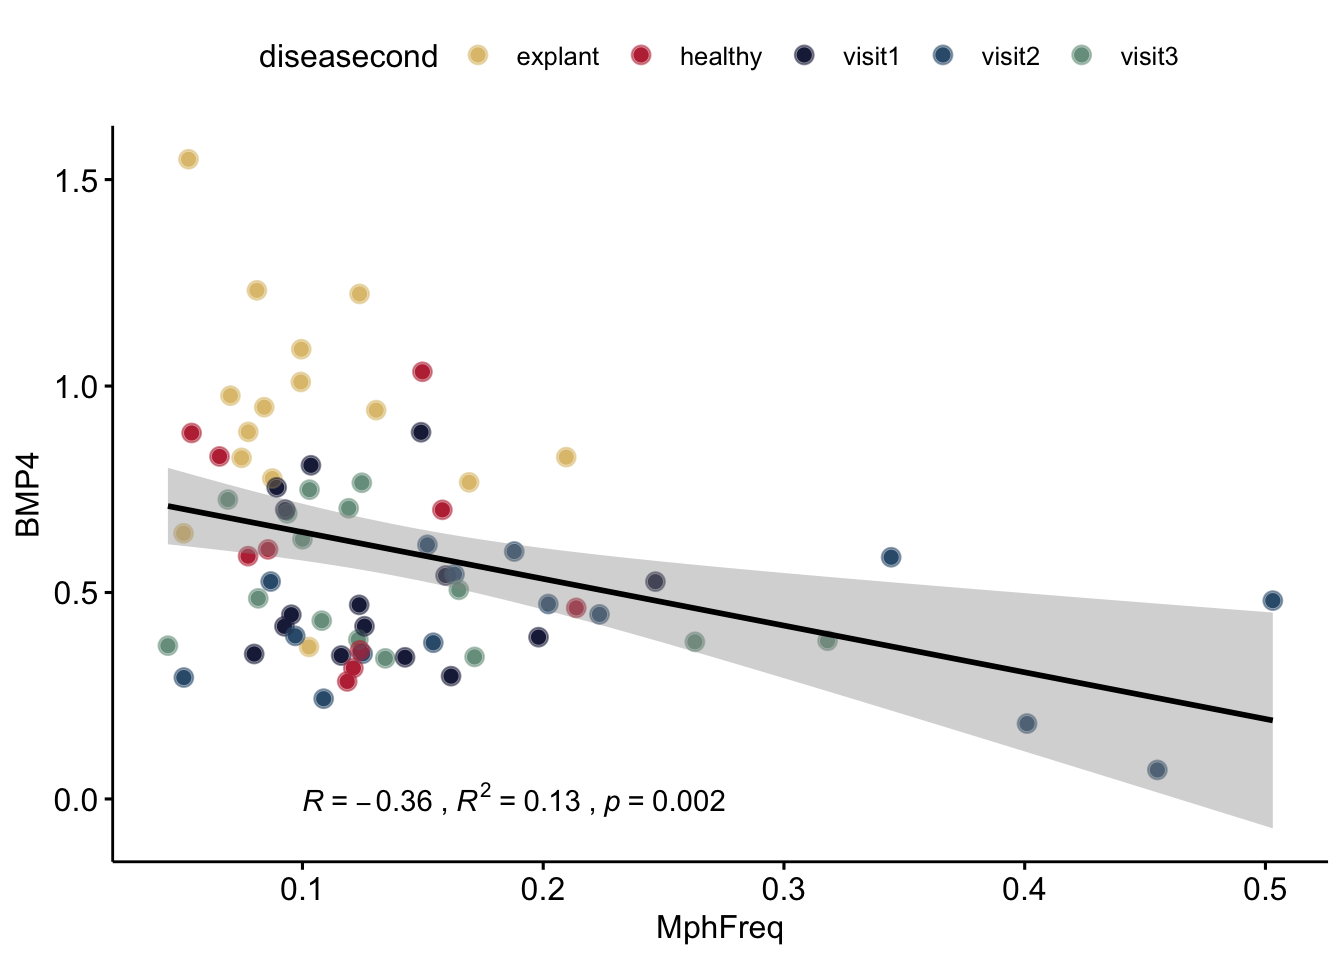 diseasecond explant healthy visit1 visit2 visit3
1.5
1.0
0.5
0.0
BMP4
R = −0.36 , R² = 0.13 , p = 0.002
0.1 0.2 0.3 0.4 0.5
MphFreq